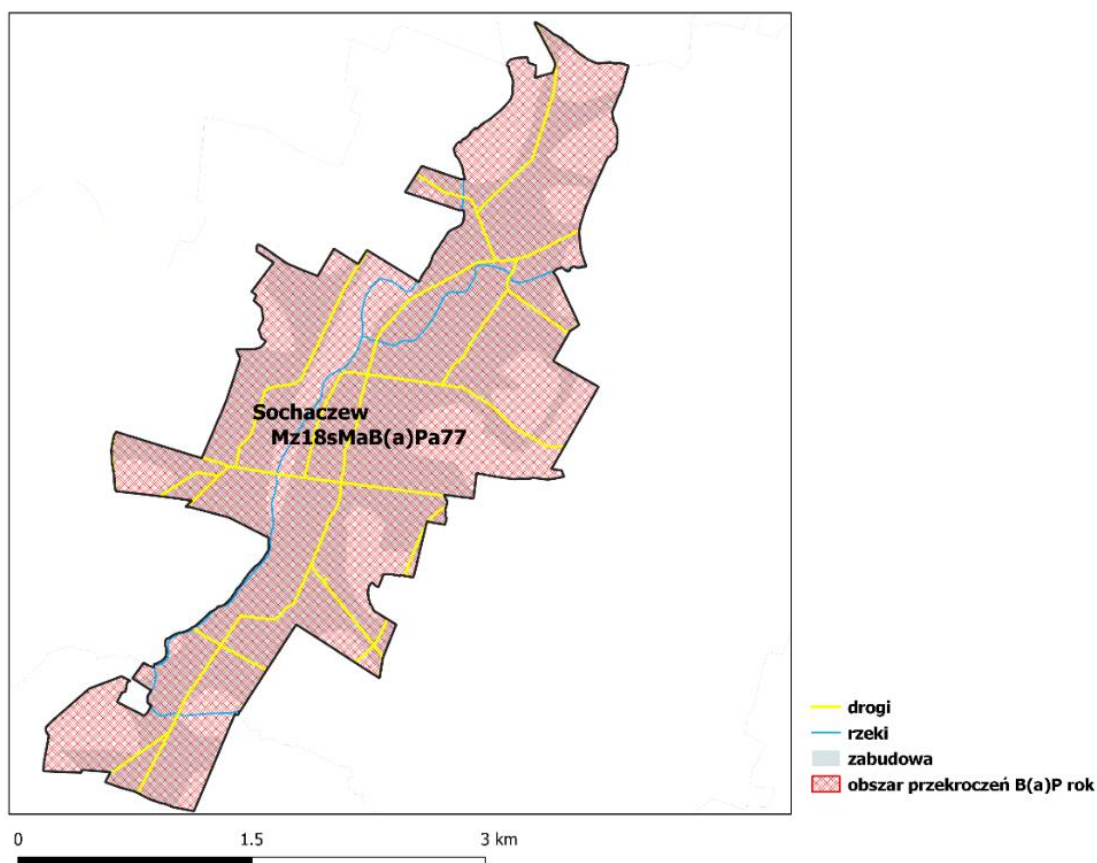 Sochaczew
Mz18sMaB(a)Pa77
drogi
rzeki
zabudowa
obszar przekroczeń B(a)P rok
0 1.5 3 km